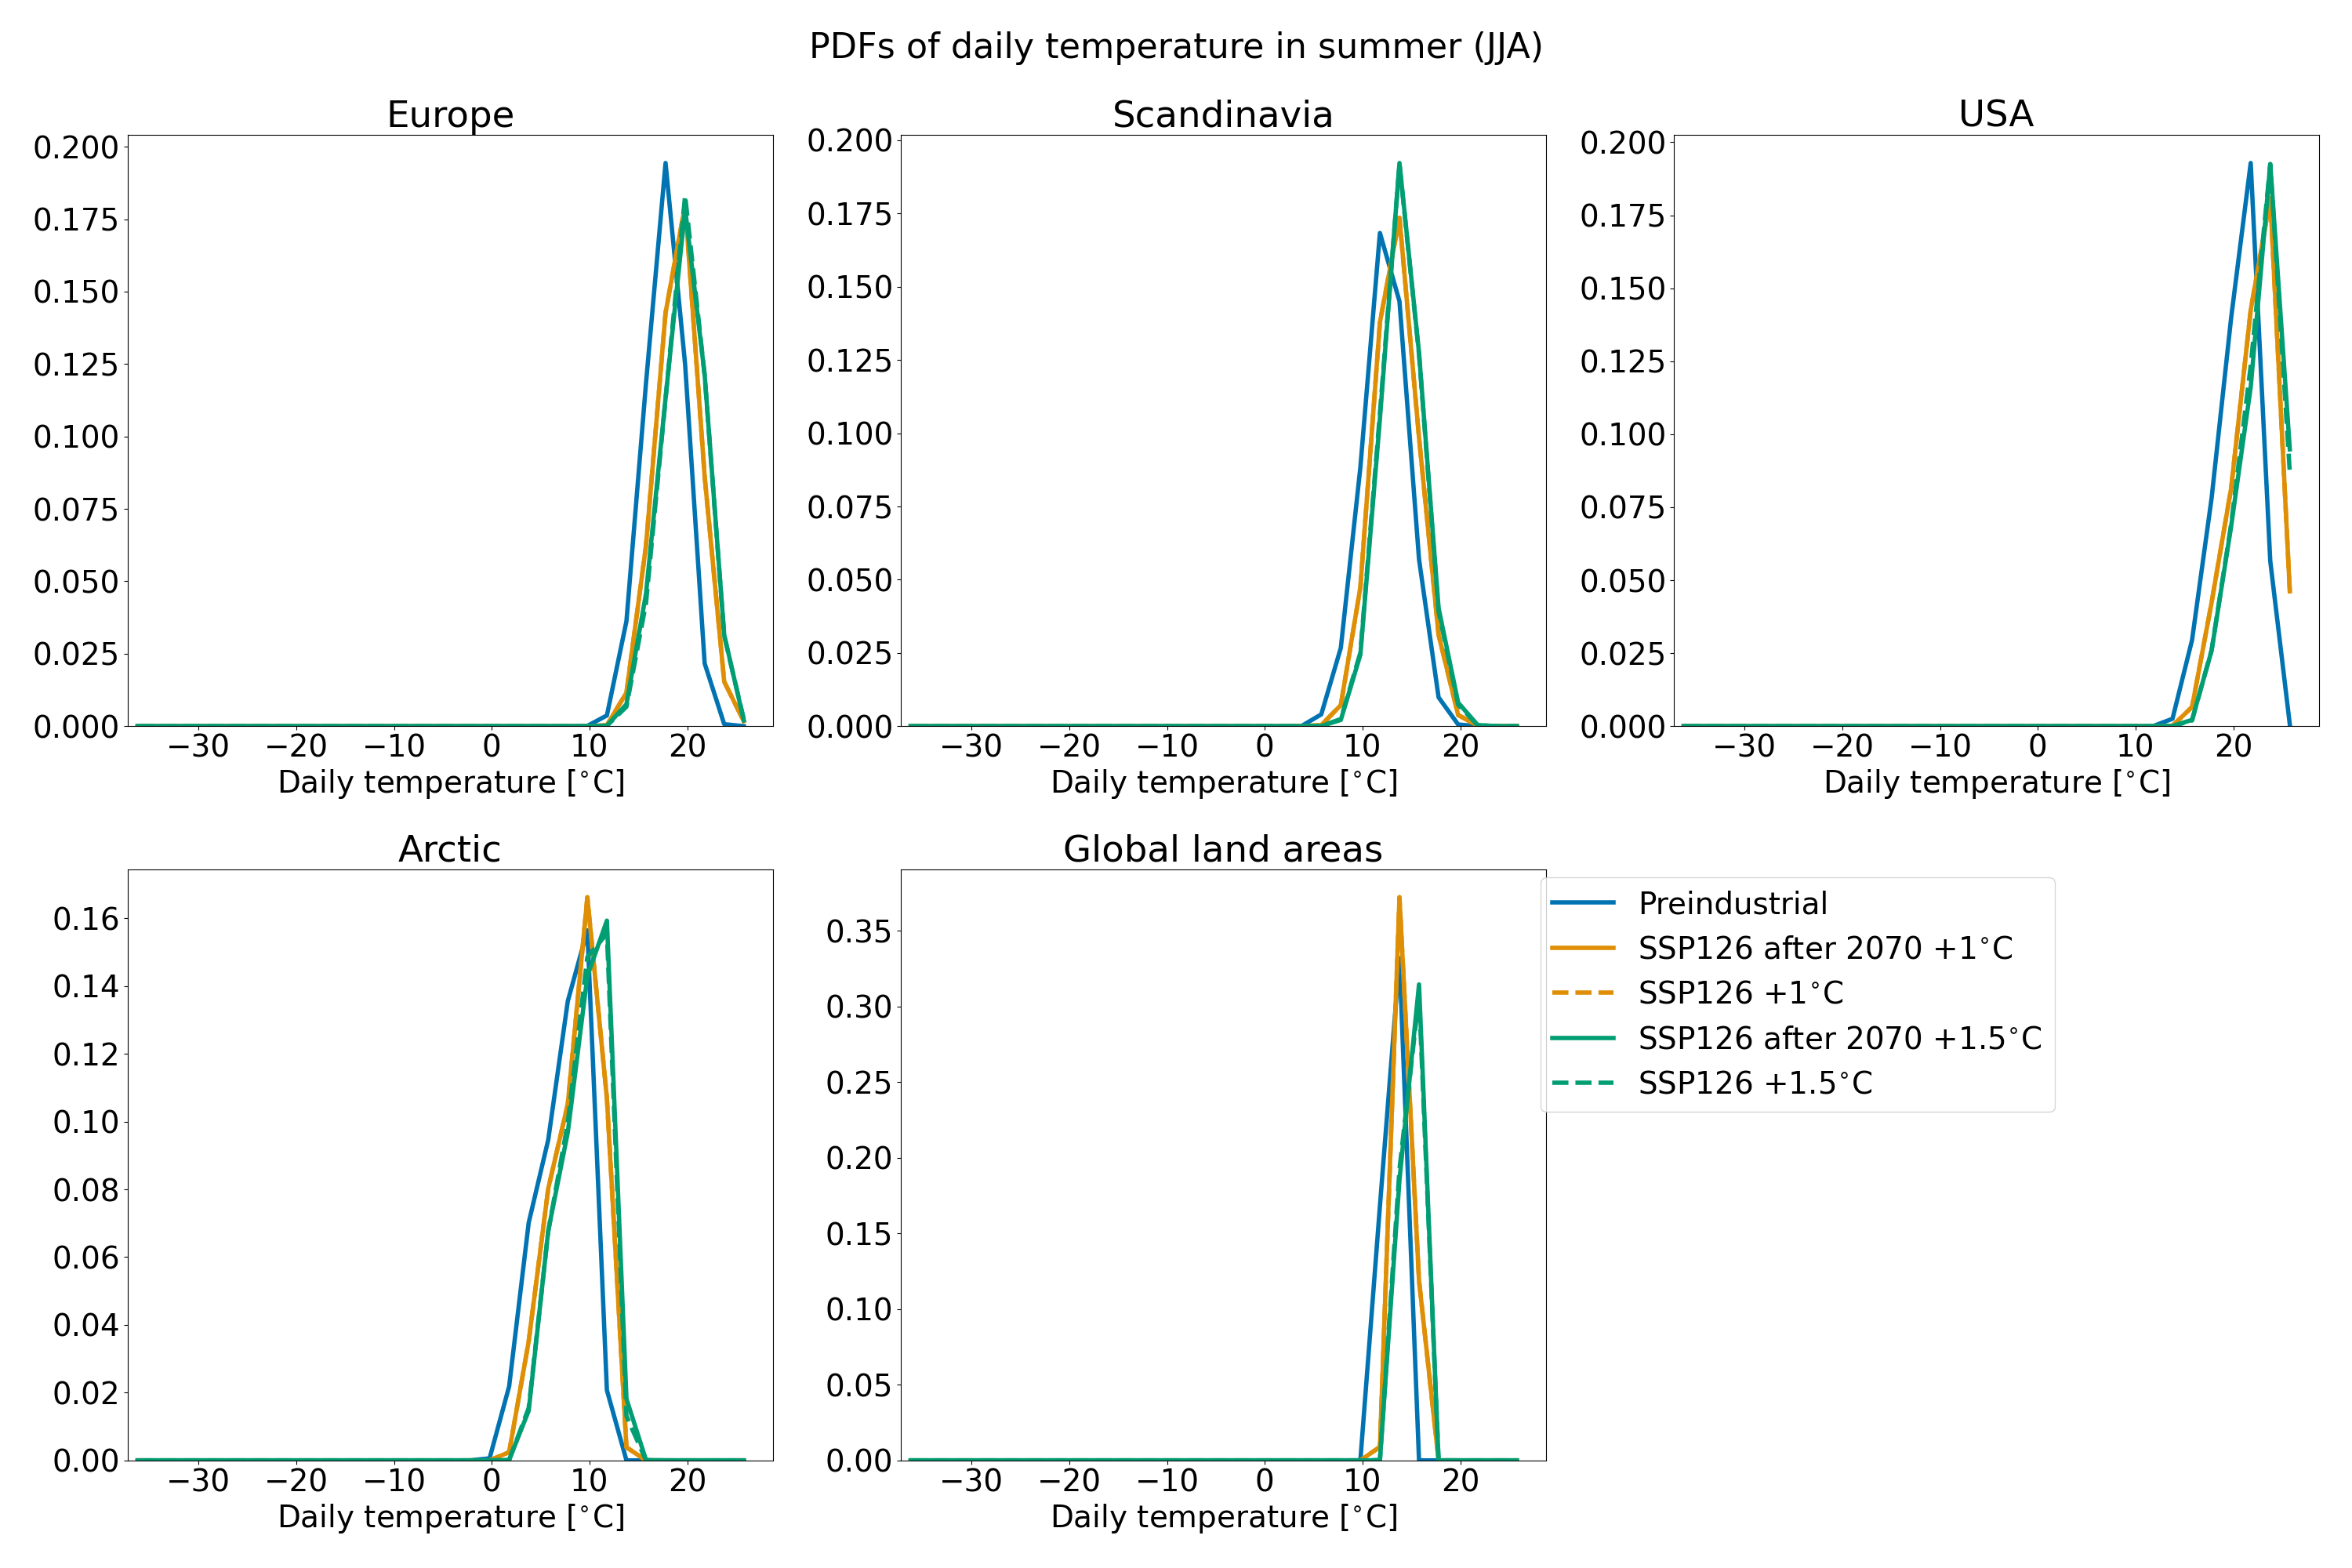 PDFs of daily temperature in summer (JJA)
Europe
0.200
0.175
0.150
0.125
0.100
0.075
0.050
0.025
0.000
−30 −20 −10 0 10 20
Daily temperature [°C]
Scandinavia
0.200
0.175
0.150
0.125
0.100
0.075
0.050
0.025
0.000
−30 −20 −10 0 10 20
Daily temperature [°C]
USA
0.200
0.175
0.150
0.125
0.100
0.075
0.050
0.025
0.000
−30 −20 −10 0 10 20
Daily temperature [°C]
Arctic
0.16
0.14
0.12
0.10
0.08
0.06
0.04
0.02
0.00
−30 −20 −10 0 10 20
Daily temperature [°C]
Global land areas
0.35
0.30
0.25
0.20
0.15
0.10
0.05
0.00
−30 −20 −10 0 10 20
Daily temperature [°C]
Preindustrial
SSP126 after 2070 +1°C
SSP126 +1°C
SSP126 after 2070 +1.5°C
SSP126 +1.5°C